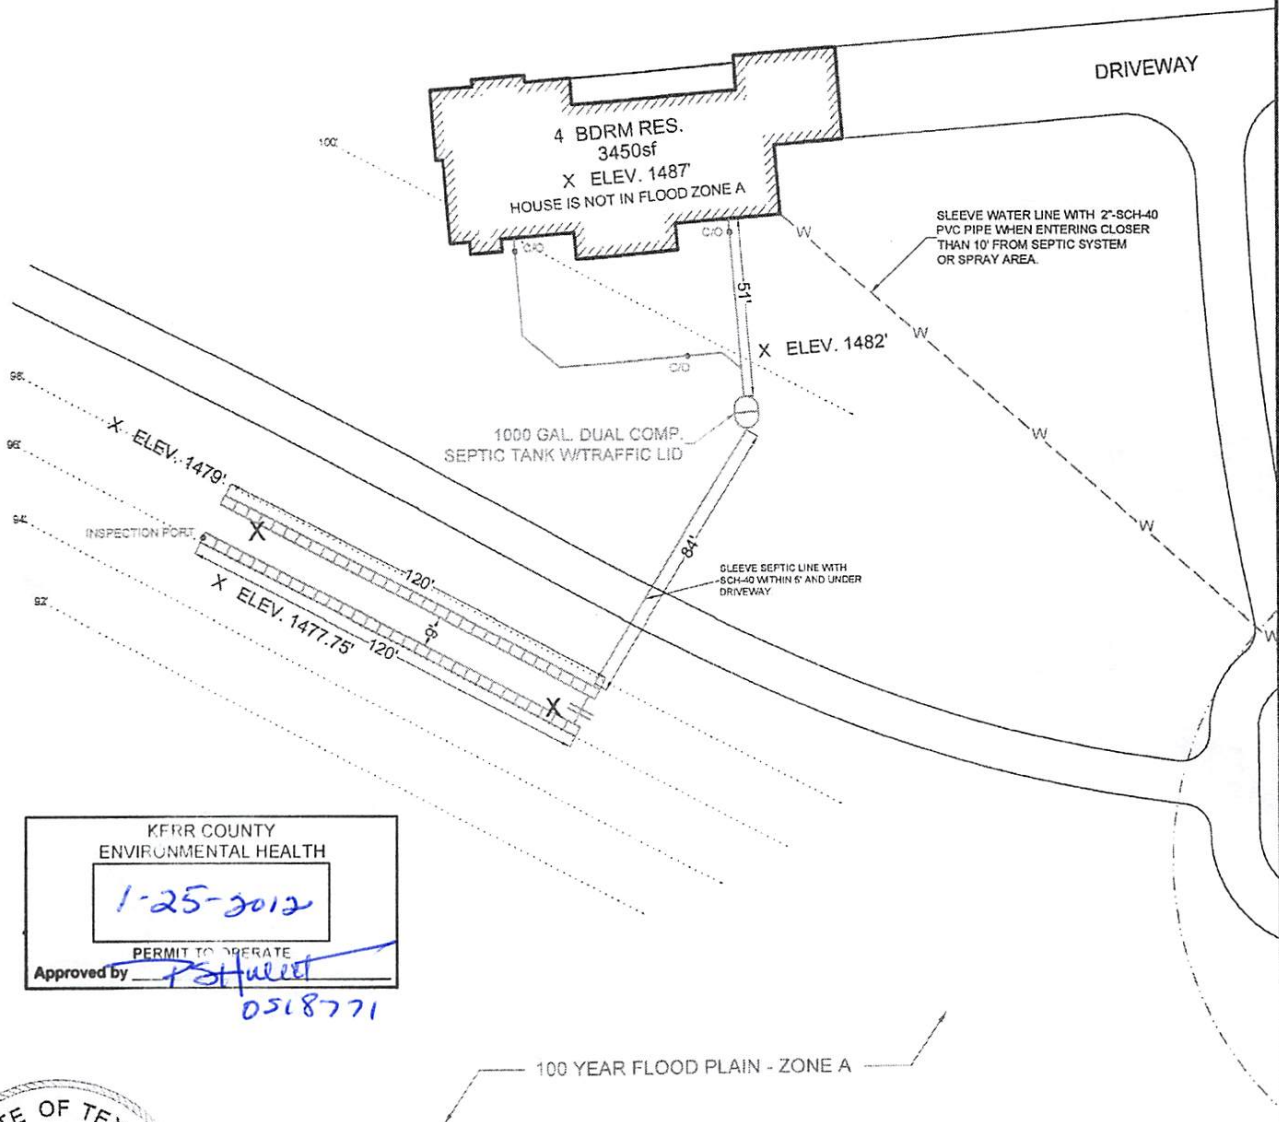 DRIVEWAY
4 BDRM RES.
3450sf
X ELEV. 1487'
HOUSE IS NOT IN FLOOD ZONE A
100'
C/O
C/O
W
SLEEVE WATER LINE WITH 2"-SCH-40
PVC PIPE WHEN ENTERING CLOSER
THAN 10' FROM SEPTIC SYSTEM
OR SPRAY AREA.
51'
X ELEV. 1482'
W
C/O
98'
X ELEV. 1479'
1000 GAL. DUAL COMP.
SEPTIC TANK W/TRAFFIC LID
W
96'
94'
INSPECTION PORT
X
W
84'
120'
SLEEVE SEPTIC LINE WITH
SCH-40 WITHIN 5' AND UNDER
DRIVEWAY
X ELEV. 1477.75'
120'
92'
W
X
KERR COUNTY
ENVIRONMENTAL HEALTH
1-25-2012
PERMIT TO OPERATE
Approved by
OS18771
100 YEAR FLOOD PLAIN - ZONE A